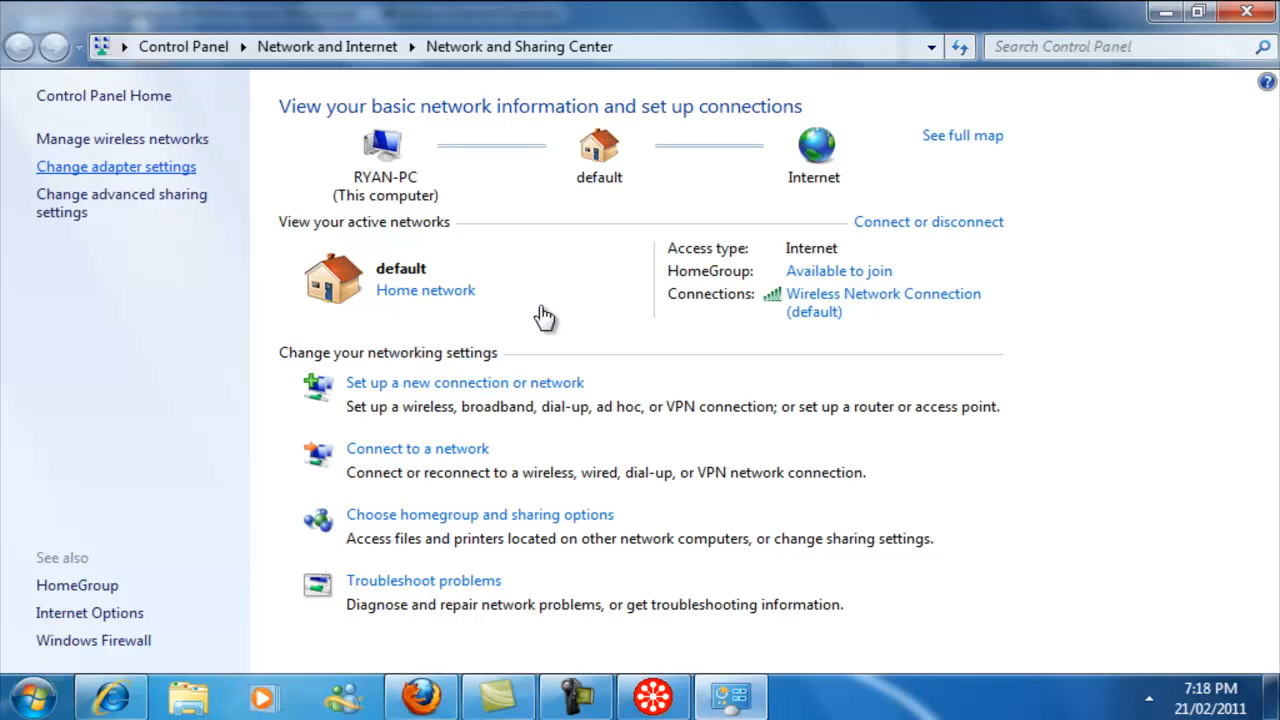 Control Panel Network and Internet Network and Sharing Center Search Control Panel
Control Panel Home
Manage wireless networks
Change adapter settings
Change advanced sharing
settings
See also
HomeGroup
Internet Options
Windows Firewall
View your basic network information and set up connections
See full map
RYAN-PC
(This computer)
default
Internet
View your active networks
Connect or disconnect
default
Home network
Access type: Internet
HomeGroup: Available to join
Connections: Wireless Network Connection
(default)
Change your networking settings
Set up a new connection or network
Set up a wireless, broadband, dial-up, ad hoc, or VPN connection; or set up a router or access point.
Connect to a network
Connect or reconnect to a wireless, wired, dial-up, or VPN network connection.
Choose homegroup and sharing options
Access files and printers located on other network computers, or change sharing settings.
Troubleshoot problems
Diagnose and repair network problems, or get troubleshooting information.
7:18 PM
21/02/2011